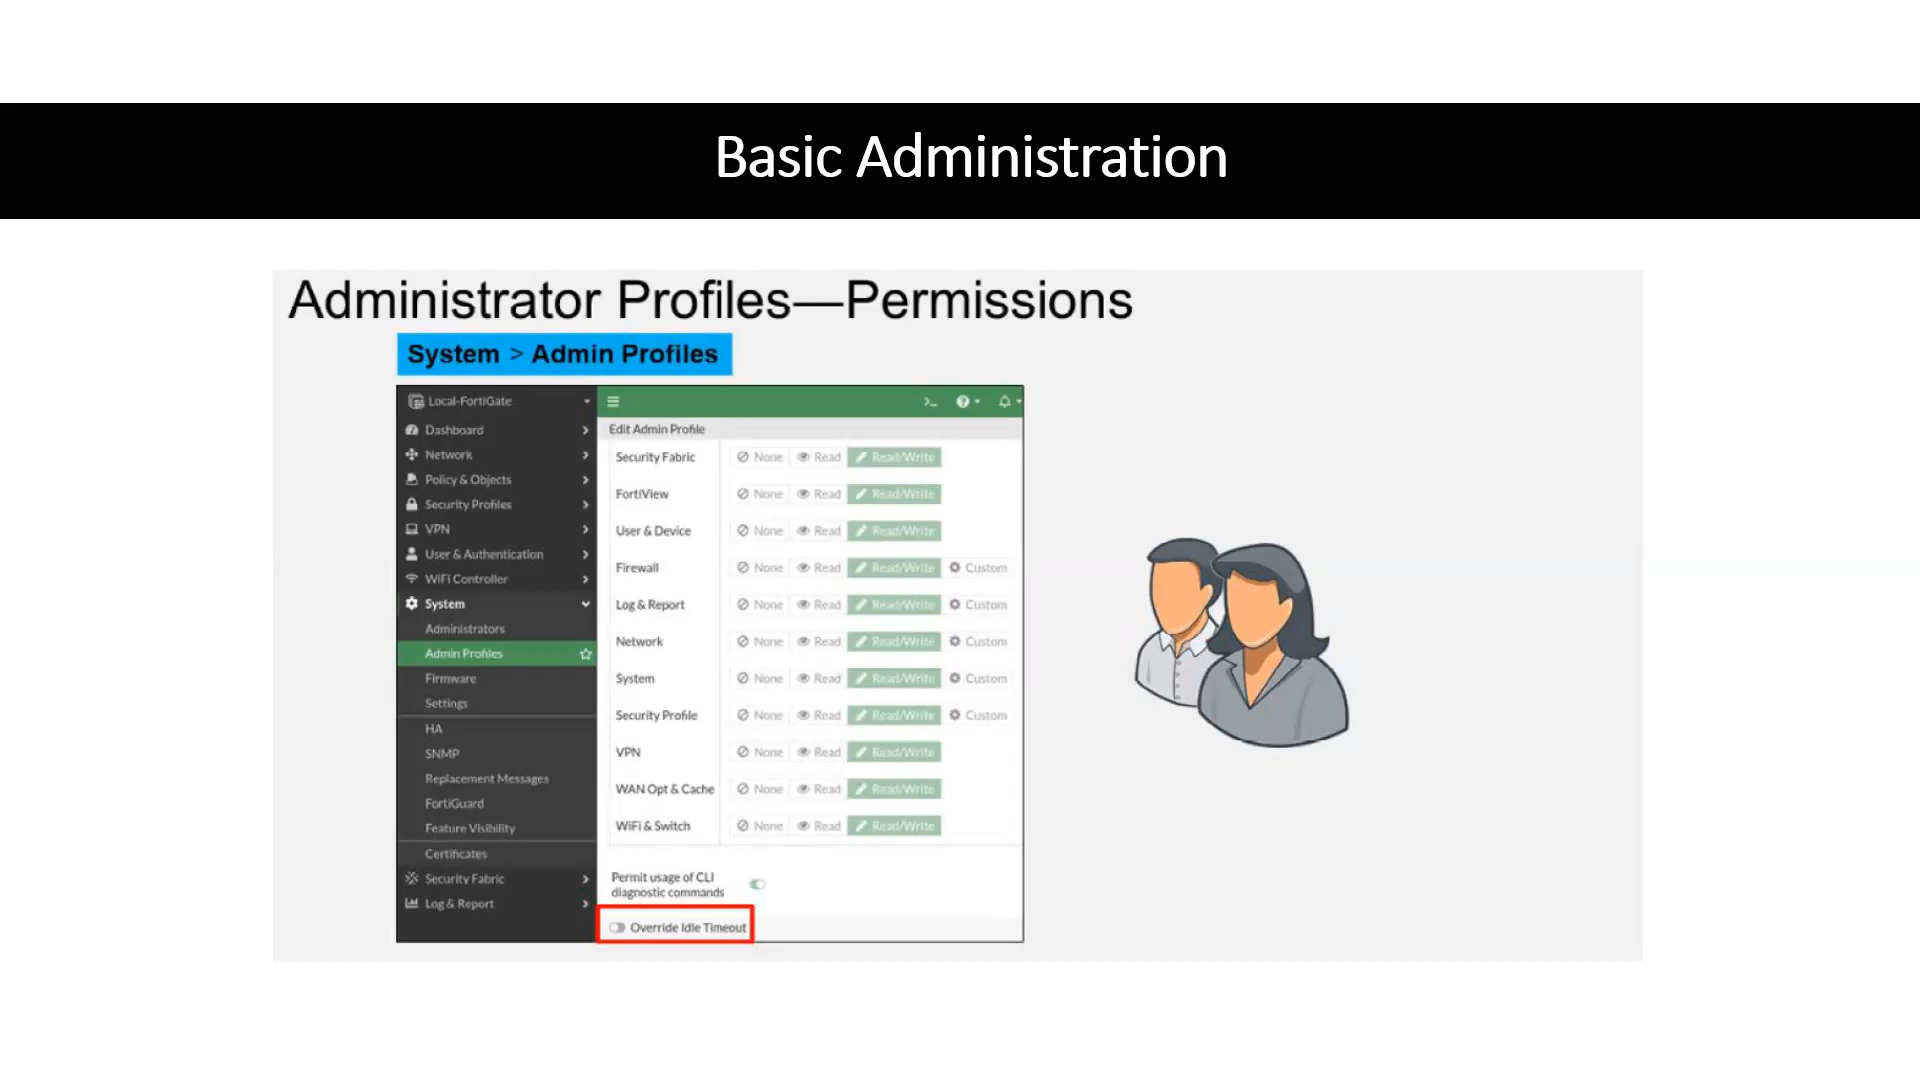 Basic Administration
Administrator Profiles—Permissions
System > Admin Profiles
Local-FortiGate
Dashboard
Network
Policy & Objects
Security Profiles
VPN
User & Authentication
WiFi Controller
System
Administrators
Admin Profiles
Firmware
Settings
HA
SNMP
Replacement Messages
FortiGuard
Feature Visibility
Certificates
Security Fabric
Log & Report
Edit Admin Profile
Security Fabric None Read Read/Write
FortiView None Read Read/Write
User & Device None Read Read/Write
Firewall None Read Read/Write Custom
Log & Report None Read Read/Write Custom
Network None Read Read/Write Custom
System None Read Read/Write Custom
Security Profile None Read Read/Write Custom
VPN None Read Read/Write
WAN Opt & Cache None Read Read/Write
WiFi & Switch None Read Read/Write
Permit usage of CLI
diagnostic commands
Override Idle Timeout